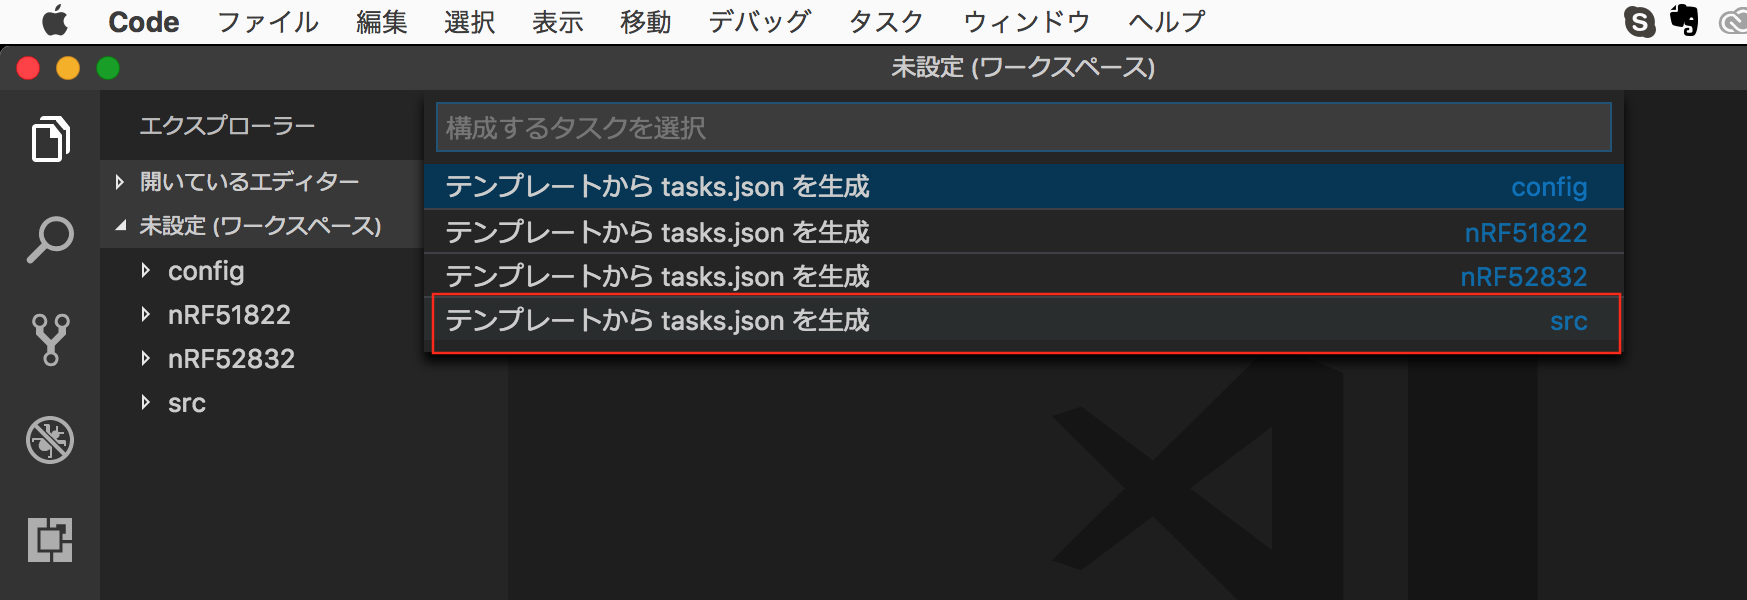 Code ファイル 編集 選択 表示 移動 デバッグ タスク ウィンドウ ヘルプ
未設定 (ワークスペース)
エクスプローラー
開いているエディター
未設定 (ワークスペース)
config
nRF51822
nRF52832
src
構成するタスクを選択
テンプレートから tasks.json を生成 config
テンプレートから tasks.json を生成 nRF51822
テンプレートから tasks.json を生成 nRF52832
テンプレートから tasks.json を生成 src